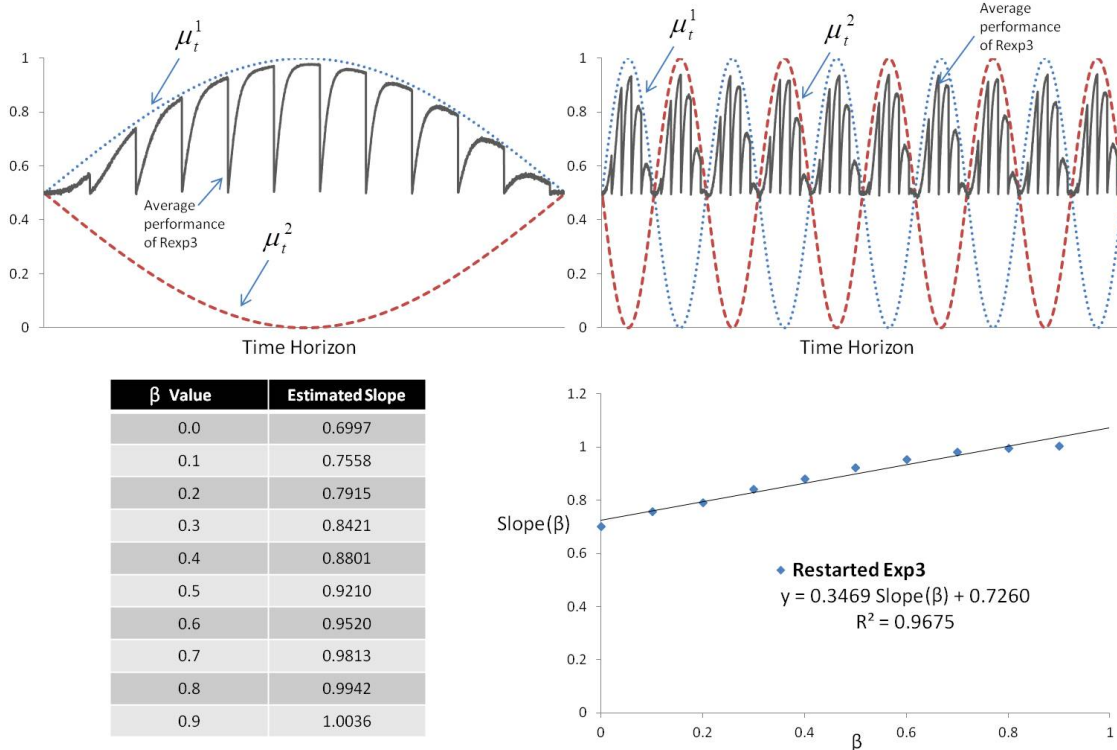 μ_t^1
1
0.8
0.6
0.4
0.2
0
Average
performance
of Rexp3
μ_t^2
Time Horizon
Average
performance
of Rexp3
μ_t^1
μ_t^2
1
0.8
0.6
0.4
0.2
0
Time Horizon
β Value Estimated Slope
0.0 0.6997
0.1 0.7558
0.2 0.7915
0.3 0.8421
0.4 0.8801
0.5 0.9210
0.6 0.9520
0.7 0.9813
0.8 0.9942
0.9 1.0036
1.2
1
0.8
0.6
0.4
0.2
0
Slope(β)
Restarted Exp3
y = 0.3469 Slope(β) + 0.7260
R² = 0.9675
0 0.2 0.4 0.6 0.8 1
β